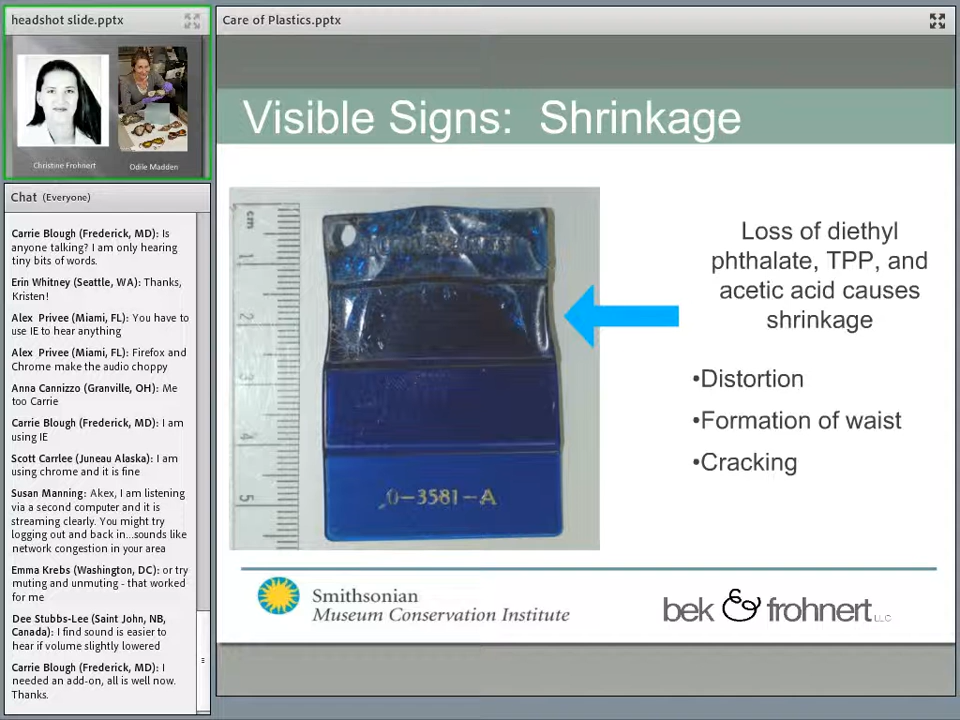 headshot slide.pptx
Christine Frohnert
Odile Madden
Chat (Everyone)
Carrie Blough (Frederick, MD): Is
anyone talking? I am only hearing
tiny bits of words.
Erin Whitney (Seattle, WA): Thanks,
Kristen!
Alex Privee (Miami, FL): You have to
use IE to hear anything
Alex Privee (Miami, FL): Firefox and
Chrome make the audio choppy
Anna Cannizzo (Granville, OH): Me
too Carrie
Carrie Blough (Frederick, MD): I am
using IE
Scott Carrlee (Juneau Alaska): I am
using chrome and it is fine
Susan Manning: Akex, I am listening
via a second computer and it is
streaming clearly. You might try
logging out and back in...sounds like
network congestion in your area
Emma Krebs (Washington, DC): or try
muting and unmuting - that worked
for me
Dee Stubbs-Lee (Saint John, NB,
Canada): I find sound is easier to
hear if volume slightly lowered
Carrie Blough (Frederick, MD): I
needed an add-on, all is well now.
Thanks.
Care of Plastics.pptx
Visible Signs: Shrinkage
cm
1
2
3
4
5
0-3581-A
Loss of diethyl
phthalate, TPP, and
acetic acid causes
shrinkage
•Distortion
•Formation of waist
•Cracking
Smithsonian
Museum Conservation Institute
bek & frohnert LLC